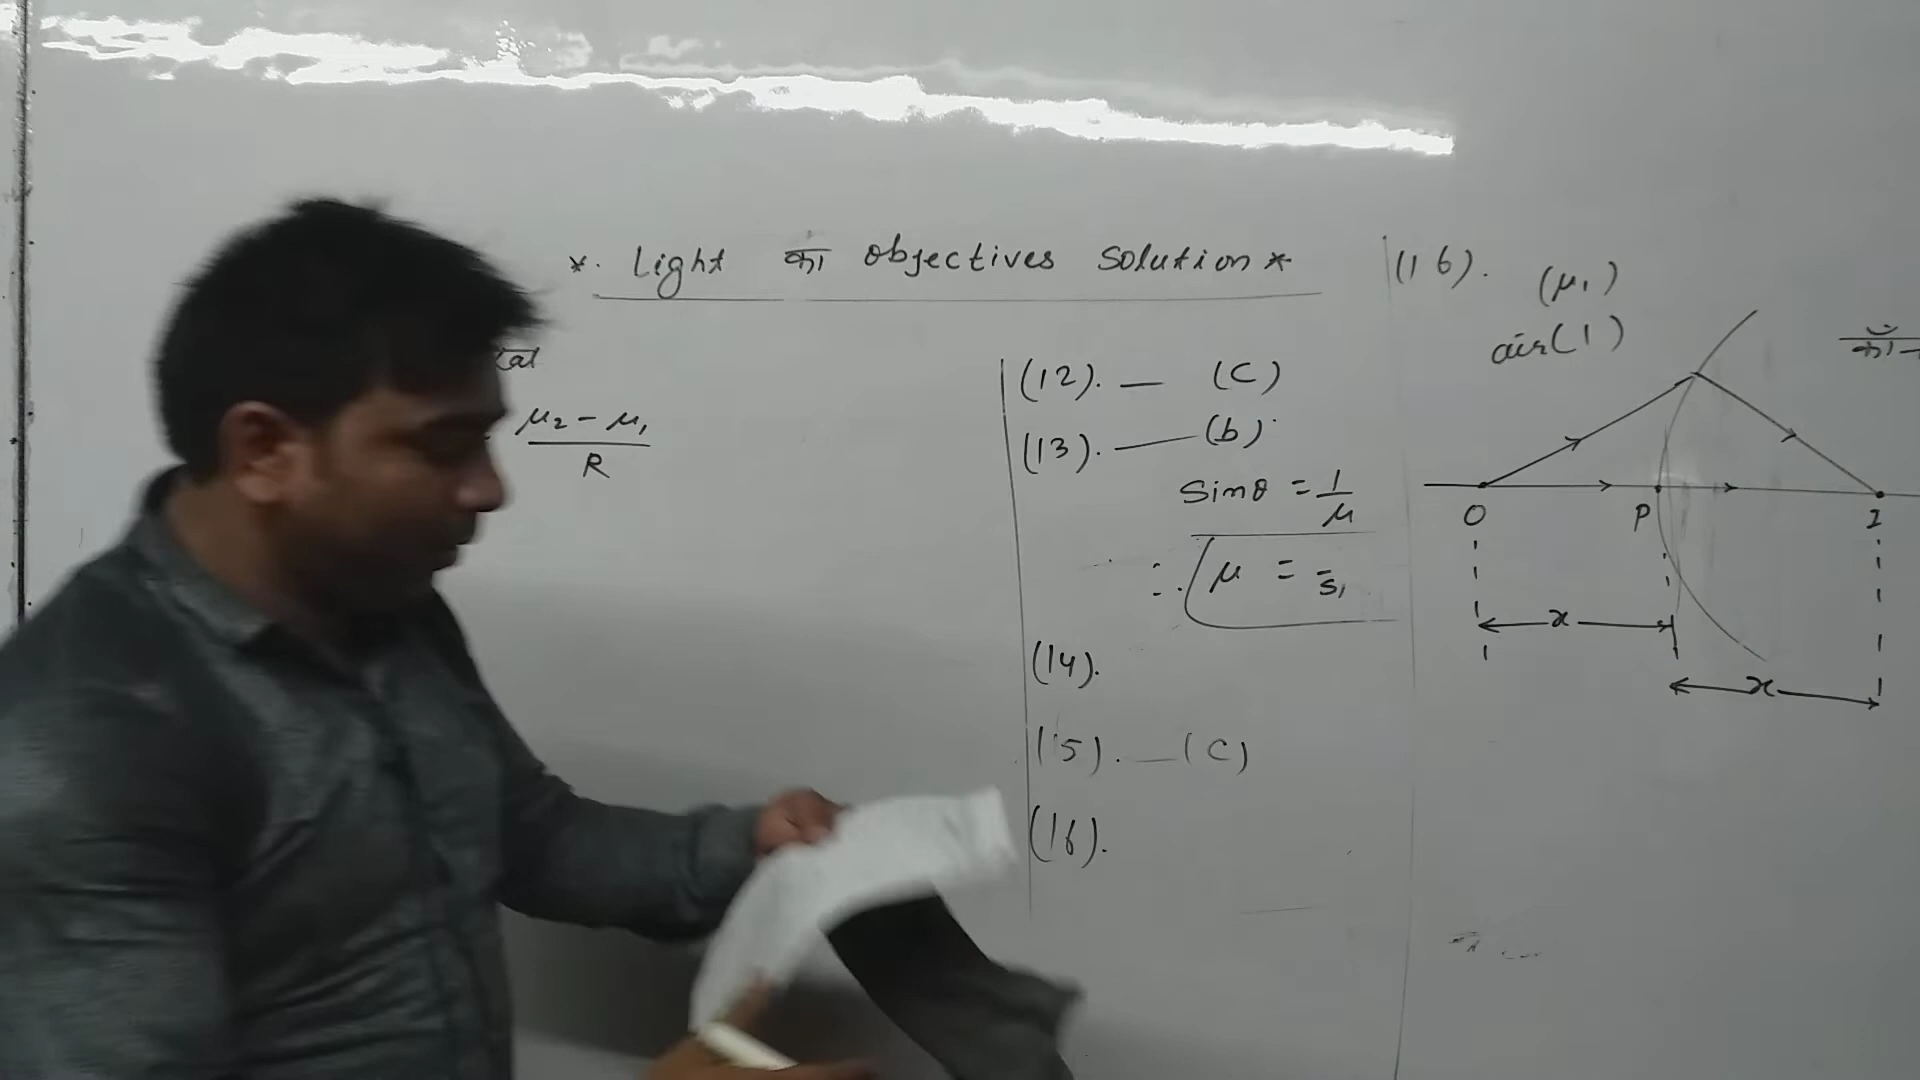 *. Light का objectives solution *
μ₂ - μ₁
R
(12). — (C)
(13). — (b)
Sinθ = 1
μ
∴ μ =
(14).
(15). — (C)
(16).
(16).
(μ₁)
air(1)
O P I
x
x